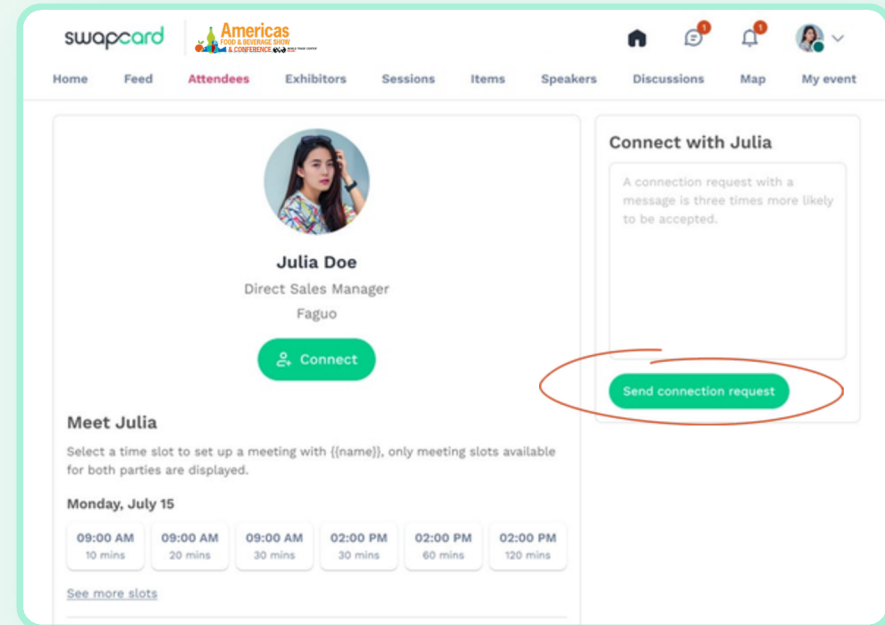 swapcard
Americas
FOOD & BEVERAGE SHOW
& CONFERENCE
1
1
Home Feed Attendees Exhibitors Sessions Items Speakers Discussions Map My event
Julia Doe
Direct Sales Manager
Faguo
Connect
Meet Julia
Select a time slot to set up a meeting with {{name}}, only meeting slots available
for both parties are displayed.
Monday, July 15
09:00 AM 09:00 AM 09:00 AM 02:00 PM 02:00 PM 02:00 PM
10 mins 20 mins 30 mins 30 mins 60 mins 120 mins
See more slots
Connect with Julia
A connection request with a
message is three times more likely
to be accepted.
Send connection request